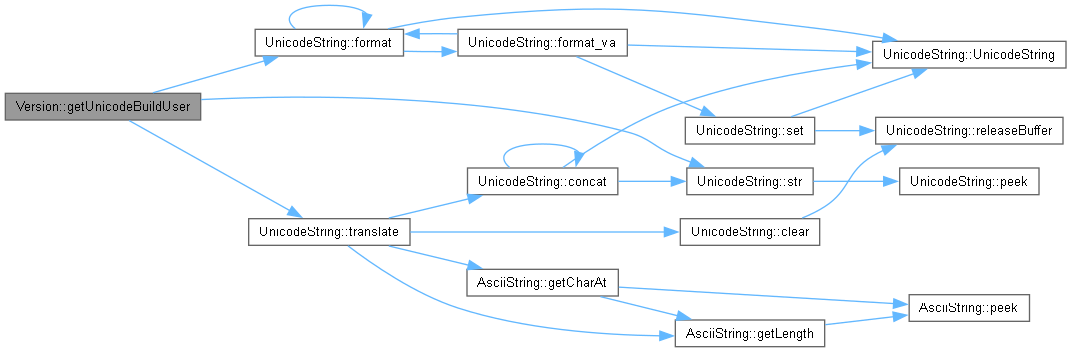 Version::getUnicodeBuildUser
UnicodeString::format
UnicodeString::format_va
UnicodeString::UnicodeString
UnicodeString::set
UnicodeString::releaseBuffer
UnicodeString::concat
UnicodeString::str
UnicodeString::peek
UnicodeString::translate
UnicodeString::clear
AsciiString::getCharAt
AsciiString::getLength
AsciiString::peek